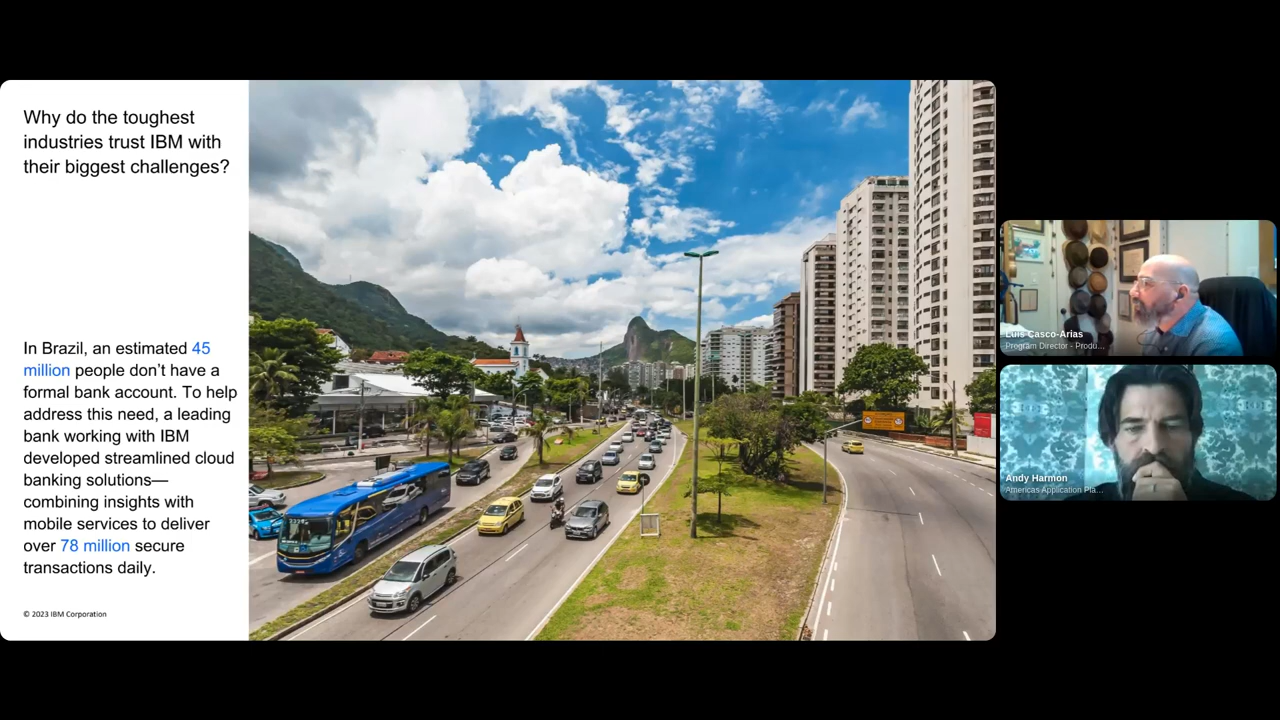 Why do the toughest
industries trust IBM with
their biggest challenges?
In Brazil, an estimated 45
million people don’t have a
formal bank account. To help
address this need, a leading
bank working with IBM
developed streamlined cloud
banking solutions—
combining insights with
mobile services to deliver
over 78 million secure
transactions daily.
© 2023 IBM Corporation
Luis Casco-Arias
Program Director - Produ...
Andy Harmon
Americas Application Pla...